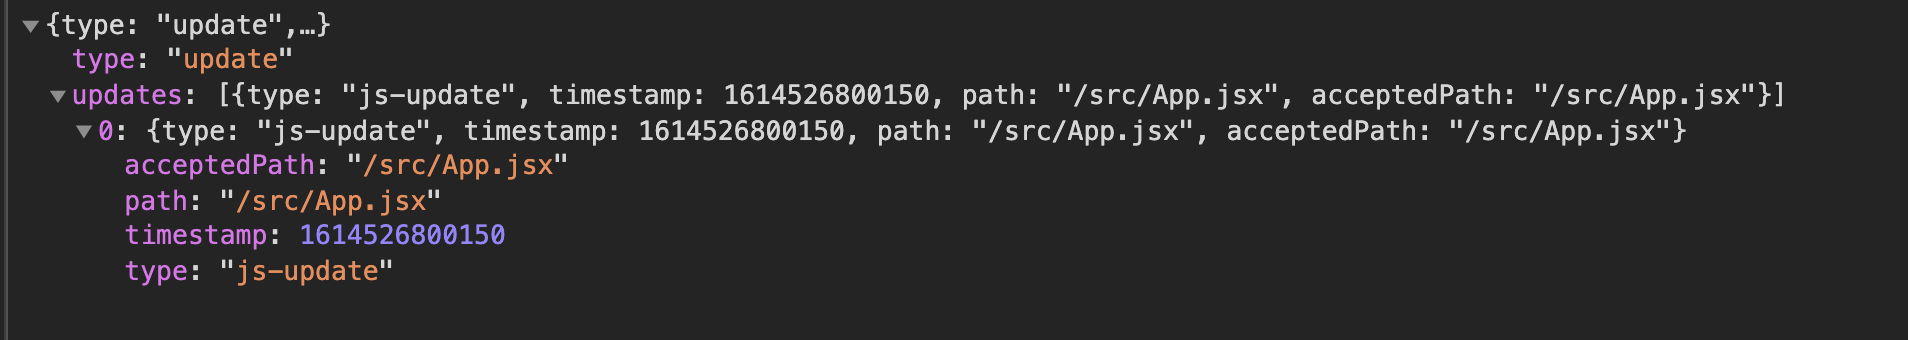 {type: "update",…}
type: "update"
updates: [{type: "js-update", timestamp: 1614526800150, path: "/src/App.jsx", acceptedPath: "/src/App.jsx"}]
0: {type: "js-update", timestamp: 1614526800150, path: "/src/App.jsx", acceptedPath: "/src/App.jsx"}
acceptedPath: "/src/App.jsx"
path: "/src/App.jsx"
timestamp: 1614526800150
type: "js-update"